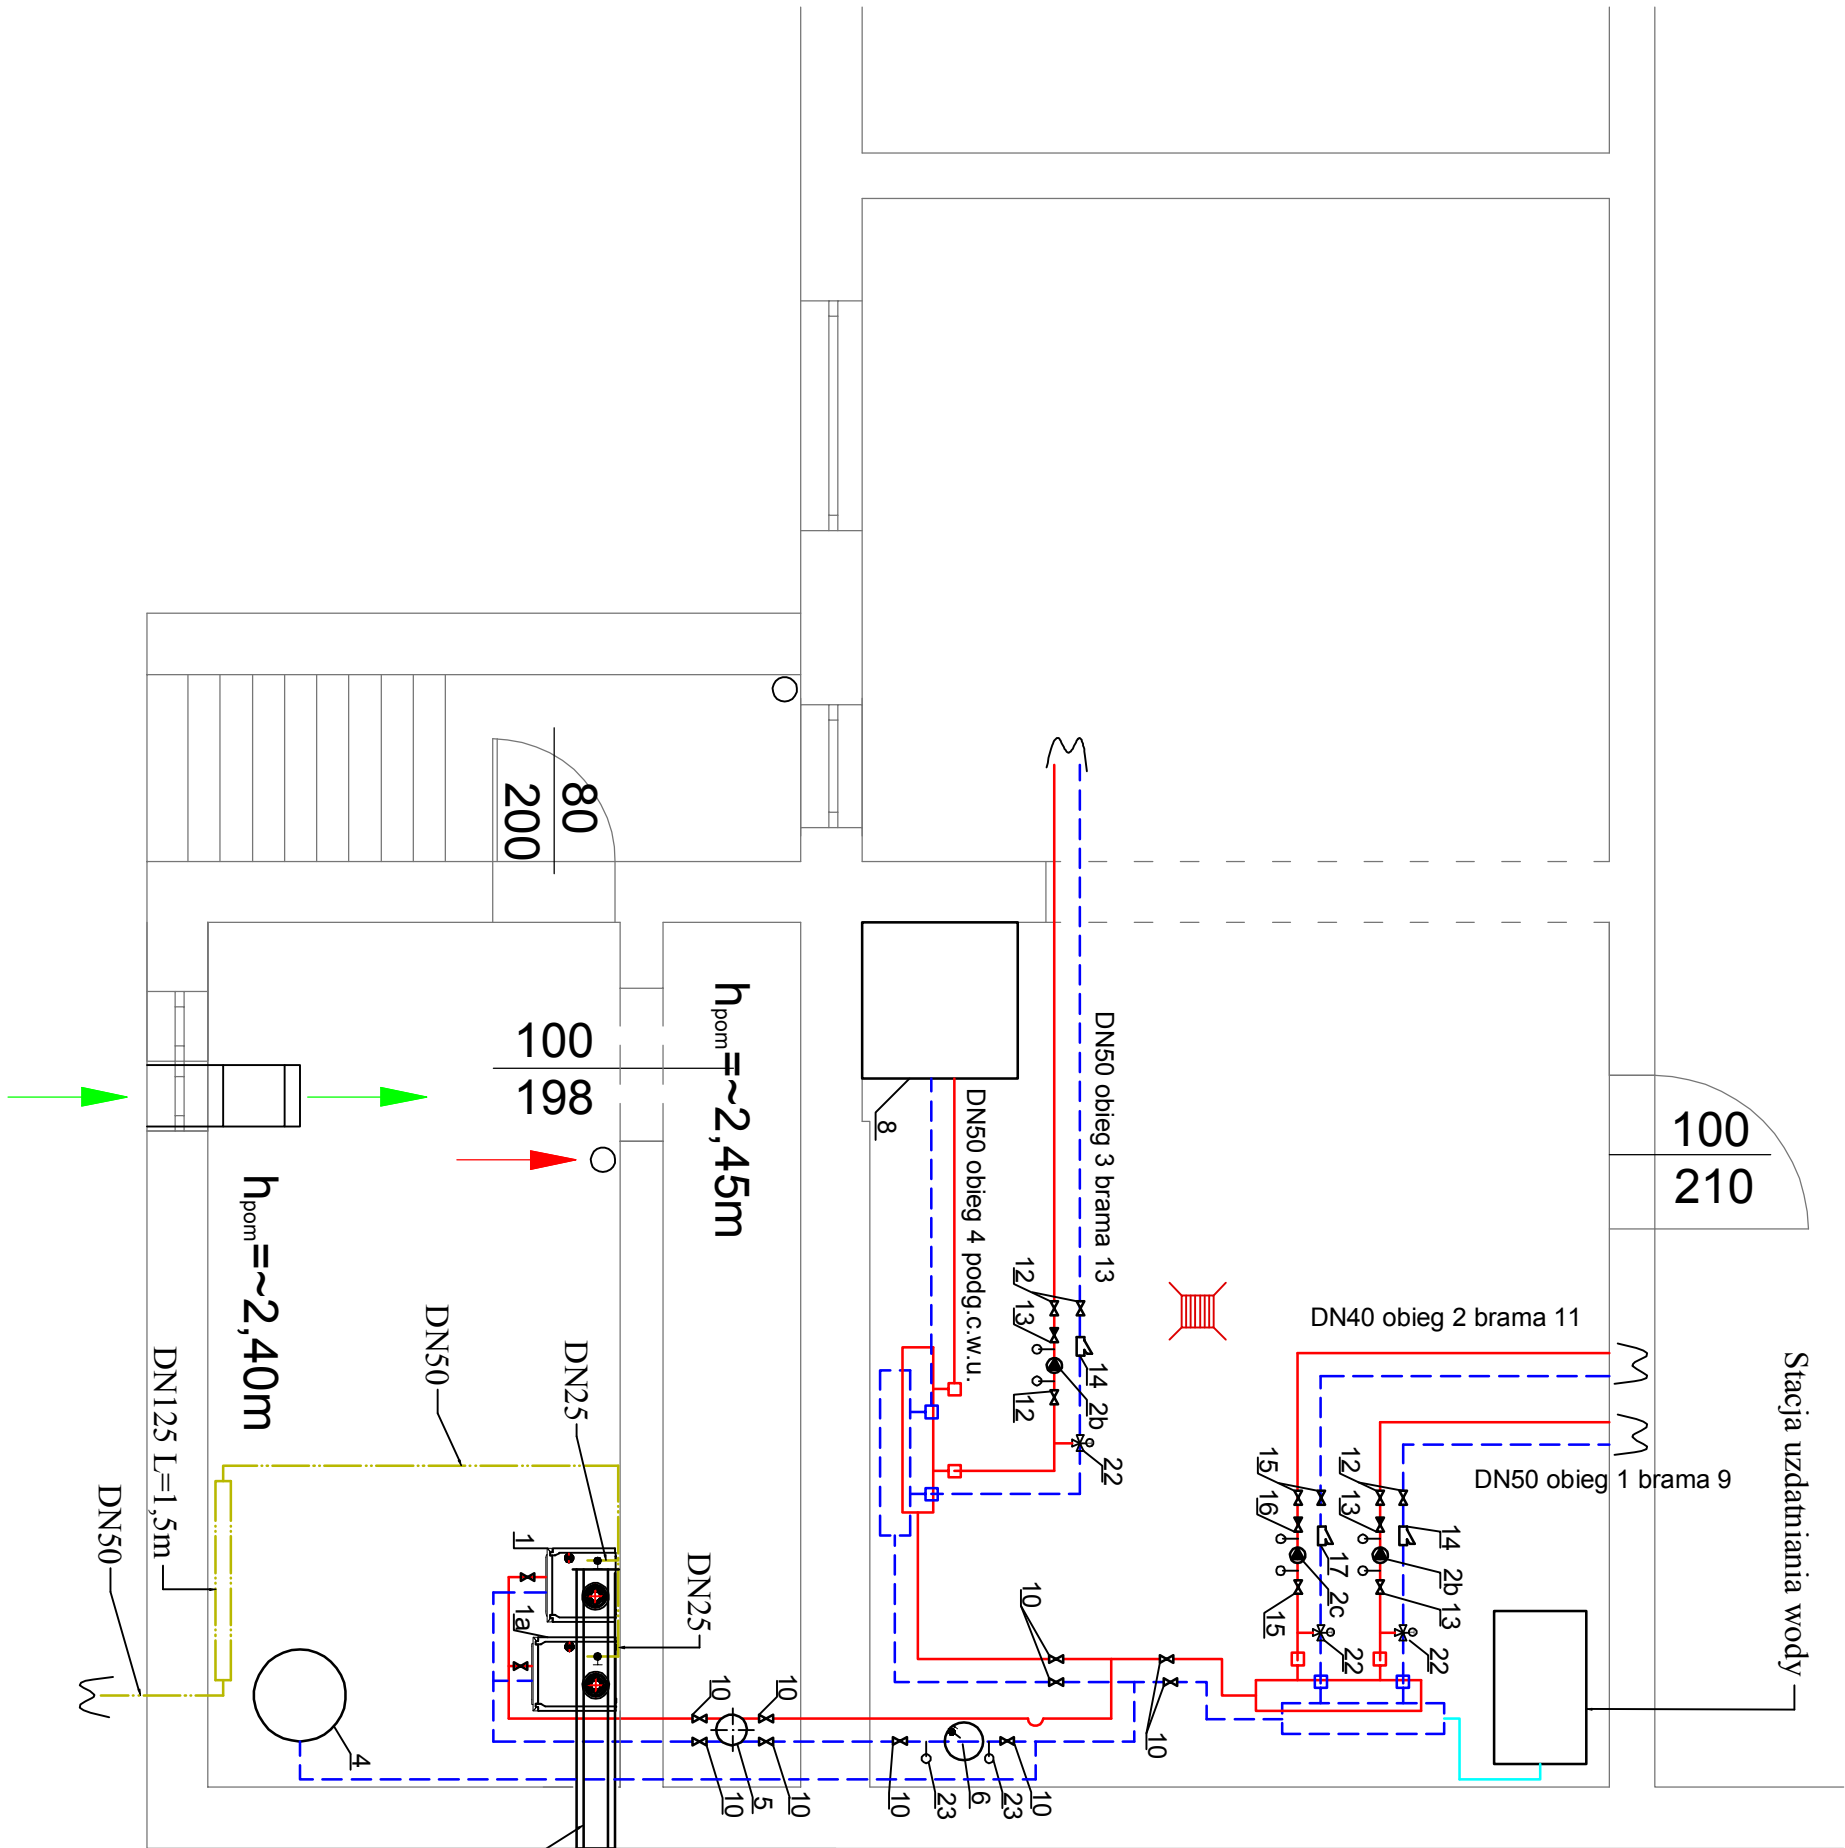 80
200
100
198
h pom=~2,45m
h pom=~2,40m
DN50 obieg 3 brama 13
DN50 obieg 4 podg.c.w.u.
8
100
210
DN40 obieg 2 brama 11
DN50 obieg 1 brama 9
Stacja uzdatniania wody
12
13
14
2b
12
22
15
16
17
2c
15
22
12
13
14
2b
13
22
DN50
DN25
DN125 L=1,5m
DN50
DN25
1
1a
4
10
10
10
10
10
5
10
10
23
6
23
10